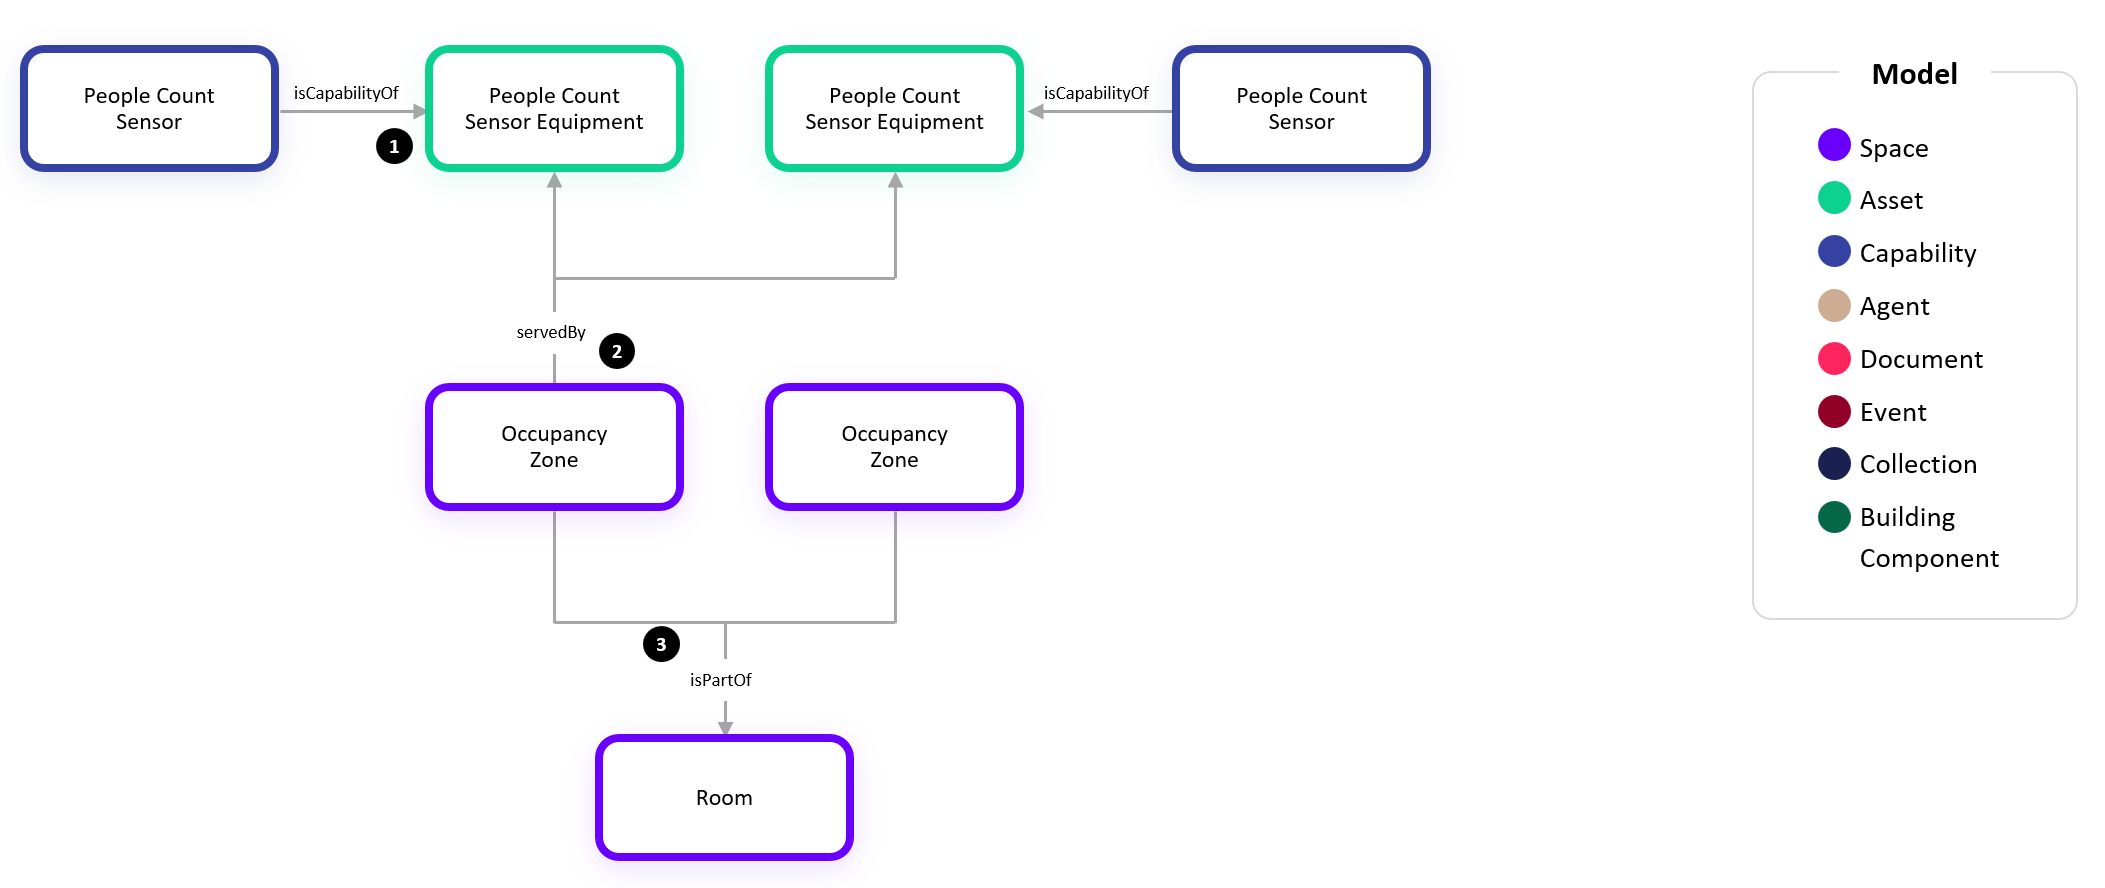 People Count
Sensor
isCapabilityOf
1
People Count
Sensor Equipment
People Count
Sensor Equipment
isCapabilityOf
People Count
Sensor
servedBy
2
Occupancy
Zone
Occupancy
Zone
3
isPartOf
Room
Model
Space
Asset
Capability
Agent
Document
Event
Collection
Building
Component